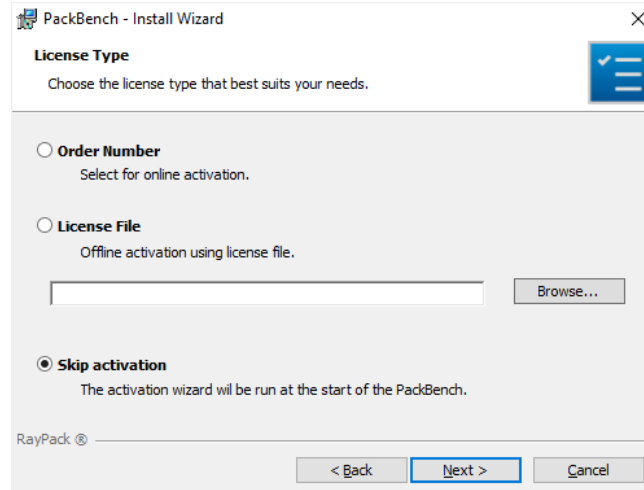 PackBench - Install Wizard
License Type
Choose the license type that best suits your needs.
Order Number
Select for online activation.
License File
Offline activation using license file.
Browse...
Skip activation
The activation wizard wil be run at the start of the PackBench.
RayPack ®
< Back Next > Cancel